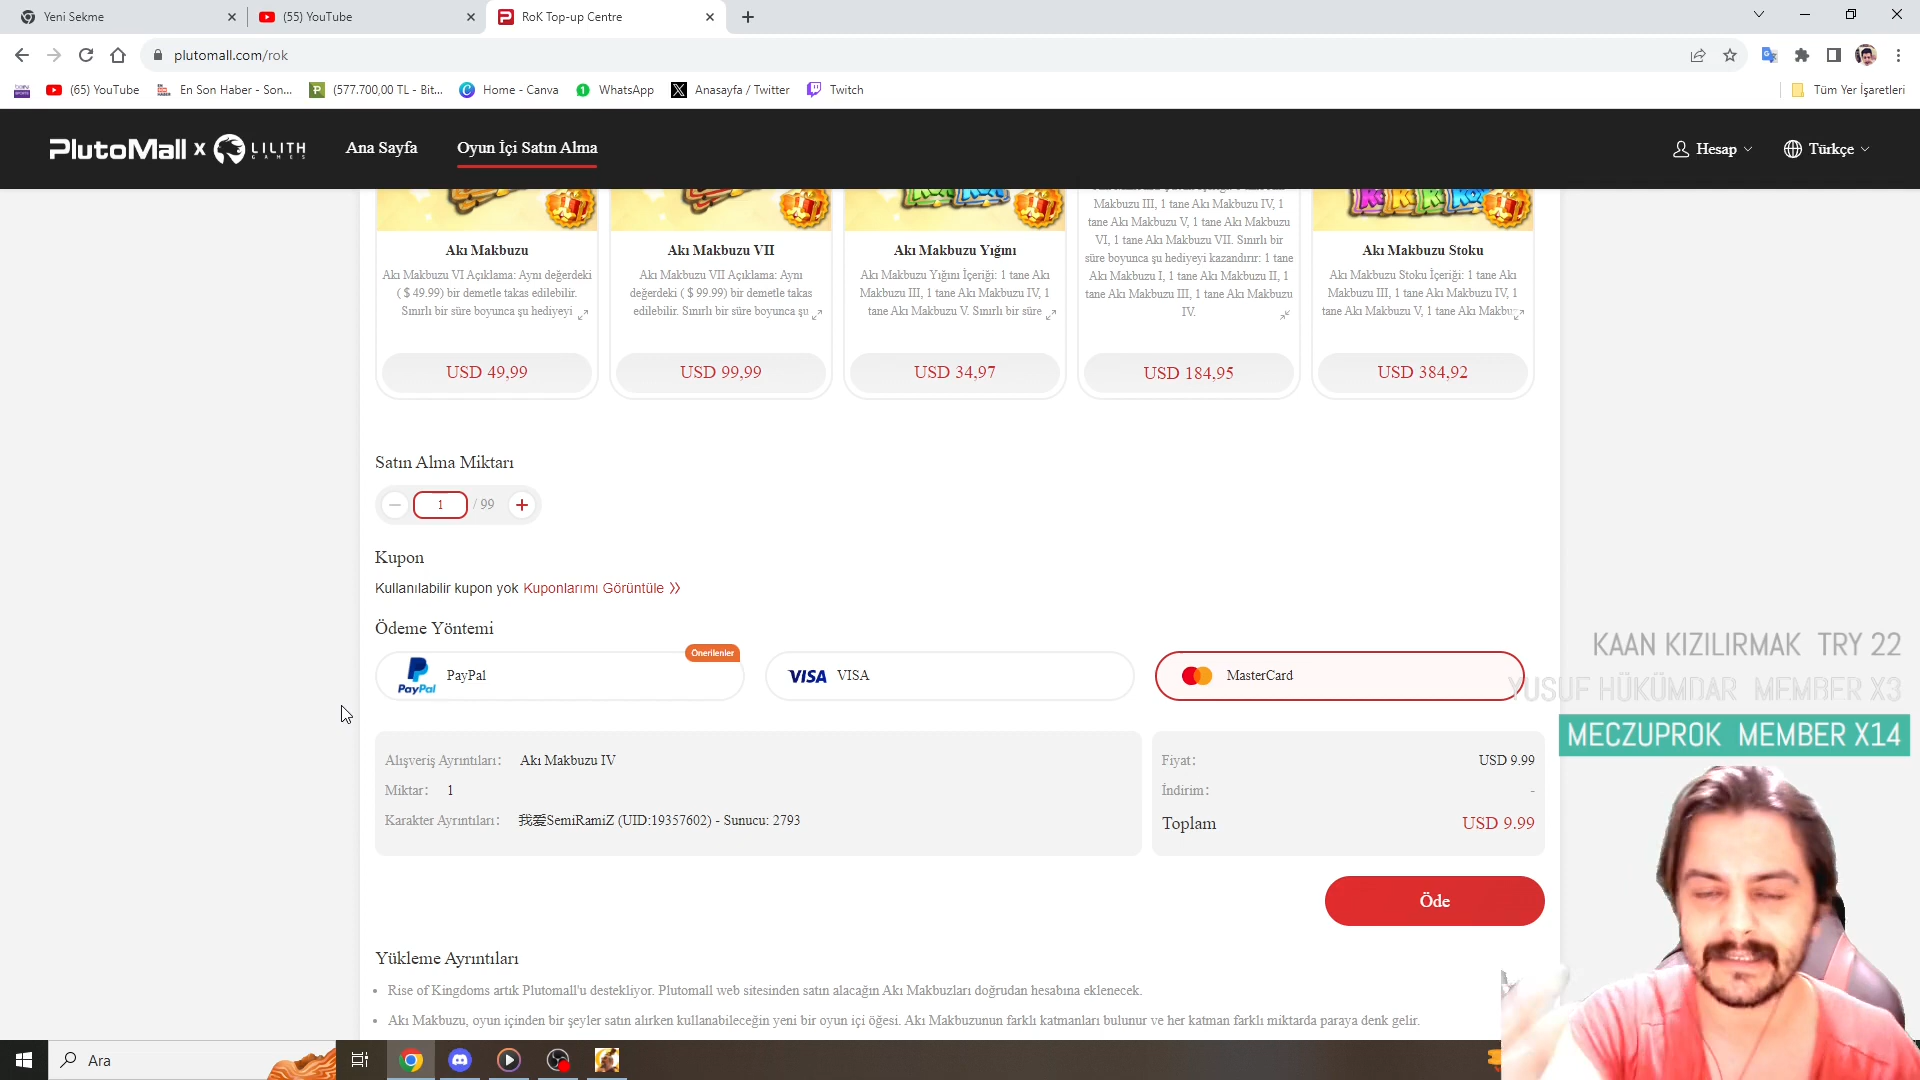 Yeni Sekme
(55) YouTube
RoK Top-up Centre
plutomall.com/rok
(65) YouTube
En Son Haber - Son...
(577.700,00 TL - Bit...
Home - Canva
WhatsApp
Anasayfa / Twitter
Twitch
Tüm Yer İşaretleri
PlutoMall x LILITH GAMES
Ana Sayfa
Oyun İçi Satın Alma
Hesap
Türkçe
Akı Makbuzu
Akı Makbuzu VI Açıklama: Aynı değerdeki
( $ 49.99) bir demetle takas edilebilir.
Sınırlı bir süre boyunca şu hediyeyi
USD 49,99
Akı Makbuzu VII
Akı Makbuzu VII Açıklama: Aynı
değerdeki ( $ 99.99) bir demetle takas
edilebilir. Sınırlı bir süre boyunca şu
USD 99,99
Akı Makbuzu Yığını
Akı Makbuzu Yığını İçeriği: 1 tane Akı
Makbuzu III, 1 tane Akı Makbuzu IV, 1
tane Akı Makbuzu V. Sınırlı bir süre
USD 34,97
Makbuzu III, 1 tane Akı Makbuzu IV, 1
tane Akı Makbuzu V, 1 tane Akı Makbuzu
VI, 1 tane Akı Makbuzu VII. Sınırlı bir
süre boyunca şu hediyeyi kazandırır: 1 tane
Akı Makbuzu I, 1 tane Akı Makbuzu II, 1
tane Akı Makbuzu III, 1 tane Akı Makbuzu
IV.
USD 184,95
Akı Makbuzu Stoku
Akı Makbuzu Stoku İçeriği: 1 tane Akı
Makbuzu III, 1 tane Akı Makbuzu IV, 1
tane Akı Makbuzu V, 1 tane Akı Makbuz
USD 384,92
Satın Alma Miktarı
1 / 99
Kupon
Kullanılabilir kupon yok Kuponlarımı Görüntüle
Ödeme Yöntemi
PayPal PayPal
Önerilenler
VISA VISA
MasterCard
KAAN KIZILIRMAK TRY 22
YUSUF HÜKÜMDAR MEMBER X3
MECZUPROK MEMBER X14
Alışveriş Ayrıntıları: Akı Makbuzu IV
Miktar: 1
Karakter Ayrıntıları: 我爱SemiRamiZ (UID:19357602) - Sunucu: 2793
Fiyat: USD 9.99
İndirim: -
Toplam USD 9.99
Öde
Yükleme Ayrıntıları
• Rise of Kingdoms artık Plutomall'u destekliyor. Plutomall web sitesinden satın alacağın Akı Makbuzları doğrudan hesabına eklenecek.
• Akı Makbuzu, oyun içinden bir şeyler satın alırken kullanabileceğin yeni bir oyun içi öğesi. Akı Makbuzunun farklı katmanları bulunur ve her katman farklı miktarda paraya denk gelir.
Ara